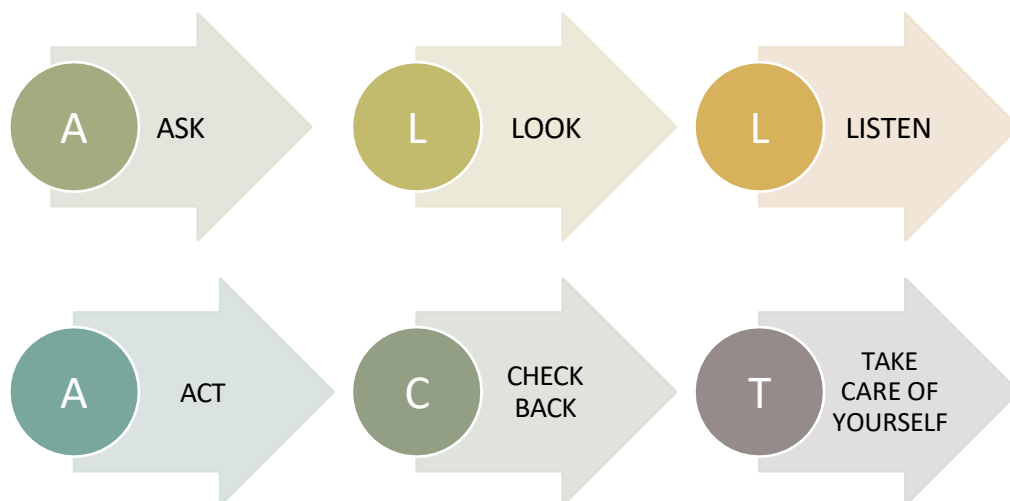 A ASK
L LOOK
L LISTEN
A ACT
C CHECK
BACK
T TAKE
CARE OF
YOURSELF